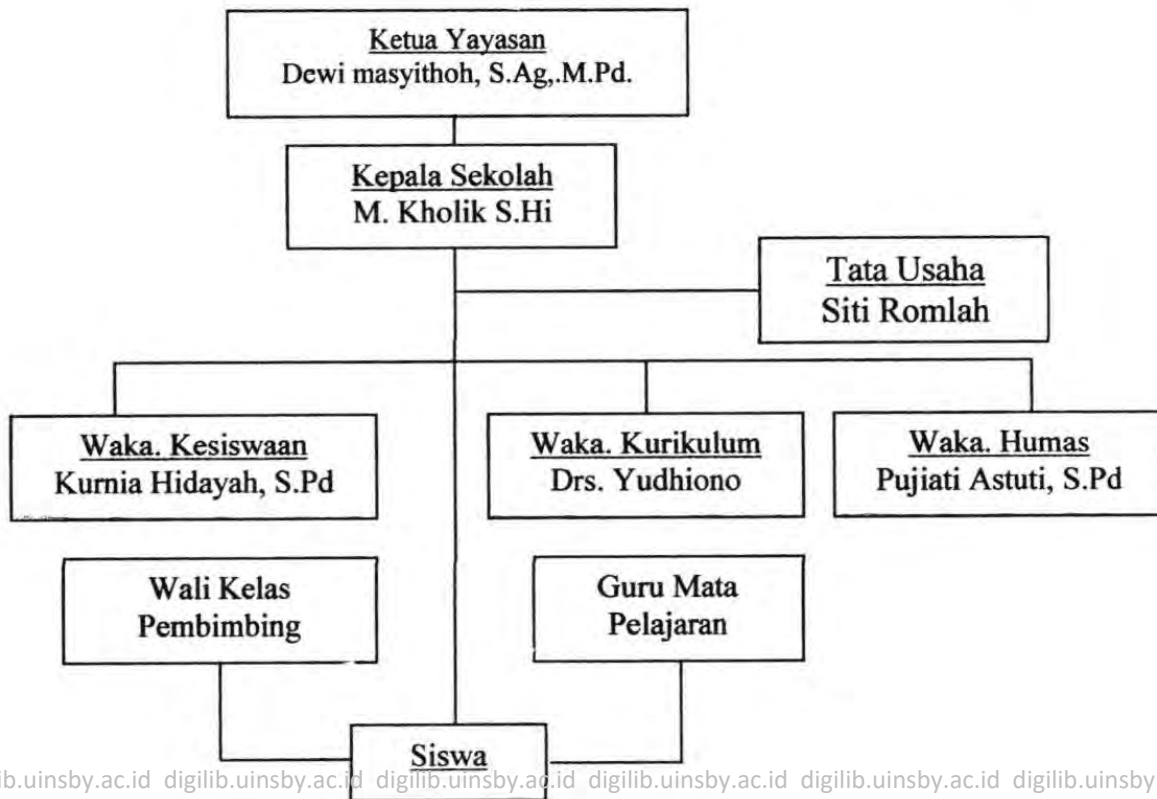 Ketua Yayasan
Dewi masyithoh, S.Ag,.M.Pd.
Kepala Sekolah
M. Kholik S.Hi
Tata Usaha
Siti Romlah
Waka. Kesiswaan
Kurnia Hidayah, S.Pd
Waka. Kurikulum
Drs. Yudhiono
Waka. Humas
Pujiati Astuti, S.Pd
Wali Kelas
Pembimbing
Guru Mata
Pelajaran
Siswa
ib.uinsby.ac.id digilib.uinsby.ac.id digilib.uinsby.ac.id digilib.uinsby.ac.id digilib.uinsby.ac.id digilib.uinsby